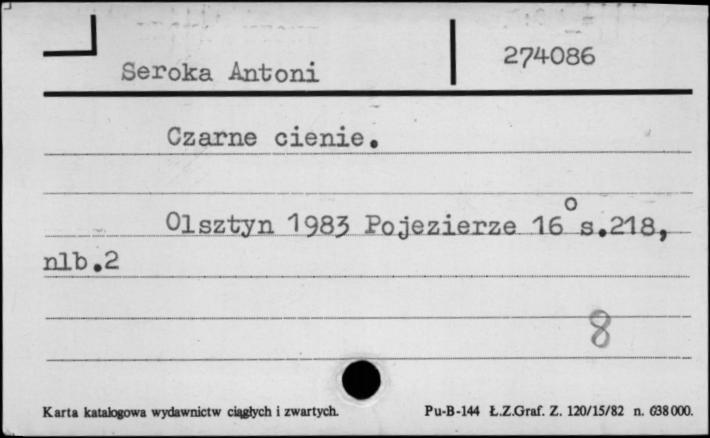 Seroka Antoni 274086
Czarne cienie.
Olsztyn 1983 Pojezierze 16° s.218,
nlb.2
8
Karta katalogowa wydawnictw ciągłych i zwartych. Pu-B-144 Ł.Z.Graf. Z. 120/15/82 n. 638000.